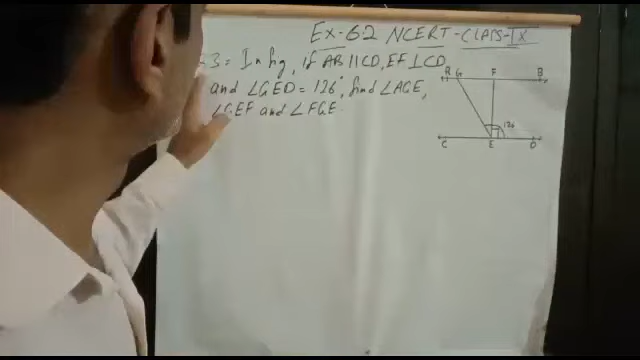 Ex-6.2 NCERT-CLASS-IX
3= In fig, if AB||CD, EF⊥CD
and ∠GED = 126°, find ∠AGE,
∠GEF and ∠FGE.
G F B
126
C E D